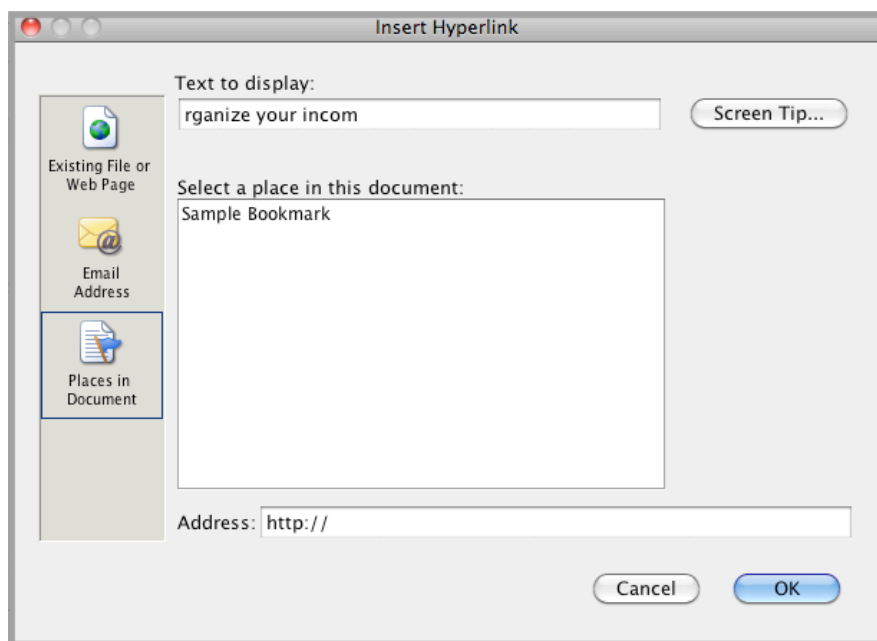 Insert Hyperlink
Text to display:
rganize your incom
Screen Tip...
Existing File or
Web Page
Email
Address
Places in
Document
Select a place in this document:
Sample Bookmark
Address: http://
Cancel
OK